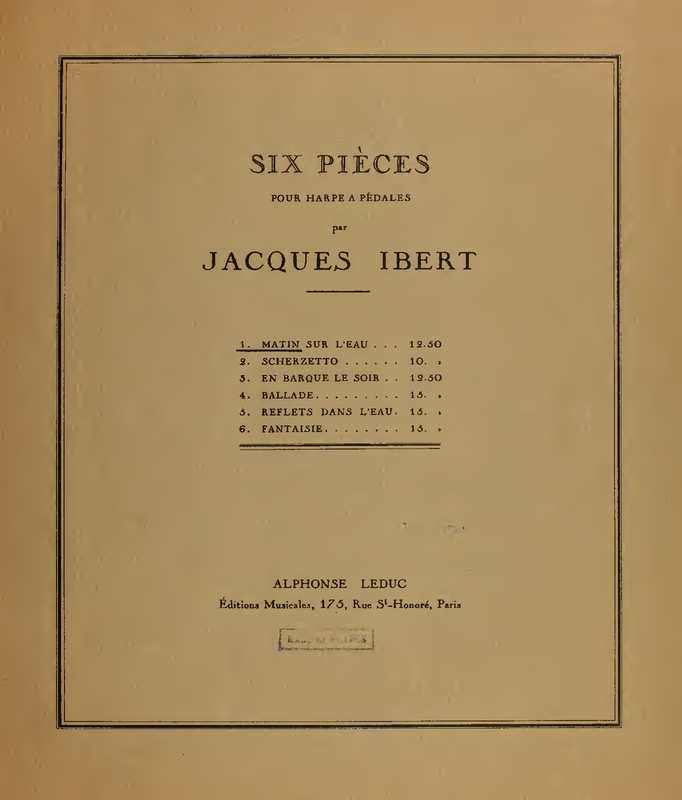 SIX PIÈCES
POUR HARPE A PÉDALES
par
JACQUES IBERT
1. MATIN SUR L'EAU . . . 12.50
2. SCHERZETTO . . . . . . 10. »
3. EN BARQUE LE SOIR . . 12.50
4. BALLADE . . . . . . . . . 15. »
5. REFLETS DANS L'EAU. 15. »
6. FANTAISIE . . . . . . . . 15. »
ALPHONSE LEDUC
Éditions Musicales, 175, Rue St-Honoré, Paris